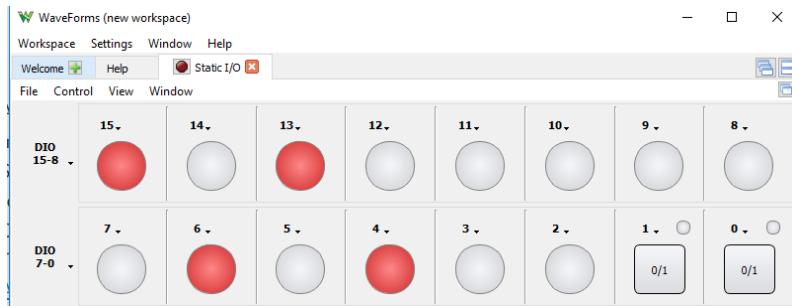 WaveForms (new workspace)
Workspace Settings Window Help
Welcome Help Static I/O
File Control View Window
15 14 13 12 11 10 9 8
DIO
15-8
7 6 5 4 3 2 1 0
DIO
7-0
0/1 0/1